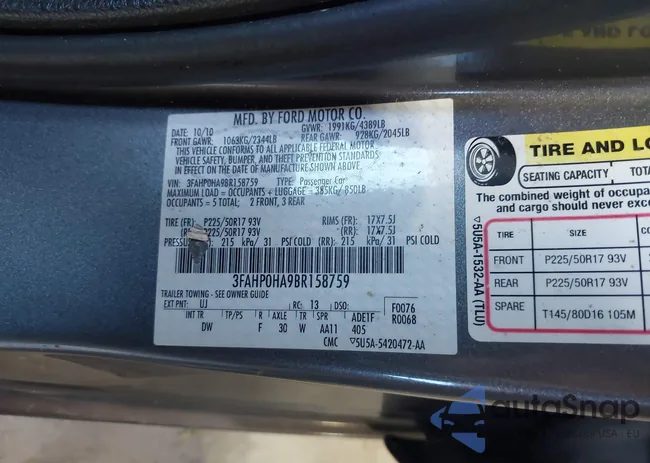 MFD. BY FORD MOTOR CO.
DATE: 10/10 GVWR: 1991KG/4389LB
FRONT GAWR: 1063KG/2344LB REAR GAWR: 928KG/2045LB
THIS VEHICLE CONFORMS TO ALL APPLICABLE FEDERAL MOTOR
VEHICLE SAFETY, BUMPER, AND THEFT PREVENTION STANDARDS
IN EFFECT ON THE DATE OF MANUFACTURE SHOWN ABOVE.
VIN: 3FAHP0HA9BR158759 TYPE: Passenger Car
MAXIMUM LOAD = OCCUPANTS + LUGGAGE = 385KG/850LB
OCCUPANTS = 5 TOTAL; 2 FRONT, 3 REAR
TIRE (FR): P225/50R17 93V RIMS (FR): 17X7.5J
P225/50R17 93V (RR): 17X7.5J
215 kPa/ 31 PSI COLD (RR): 215 kPa/ 31 PSI COLD
3FAHP0HA9BR158759
TRAILER TOWING - SEE OWNER GUIDE
EXT PNT: UJ RC: 13 DSO: F0076
R0068
INT TR TP/PS R AXLE TR SPR ADETF
DW F 30 W AA11 405
CMC ▽5U5A-5420472-AA
TIRE AND LO
SEATING CAPACITY TOTAL
The combined weight of occupa
and cargo should never exce
TIRE SIZE
FRONT P225/50R17 93V
REAR P225/50R17 93V
SPARE T145/80D16 105M
▽5U5A-1532-AA (TLU)
autoSnap